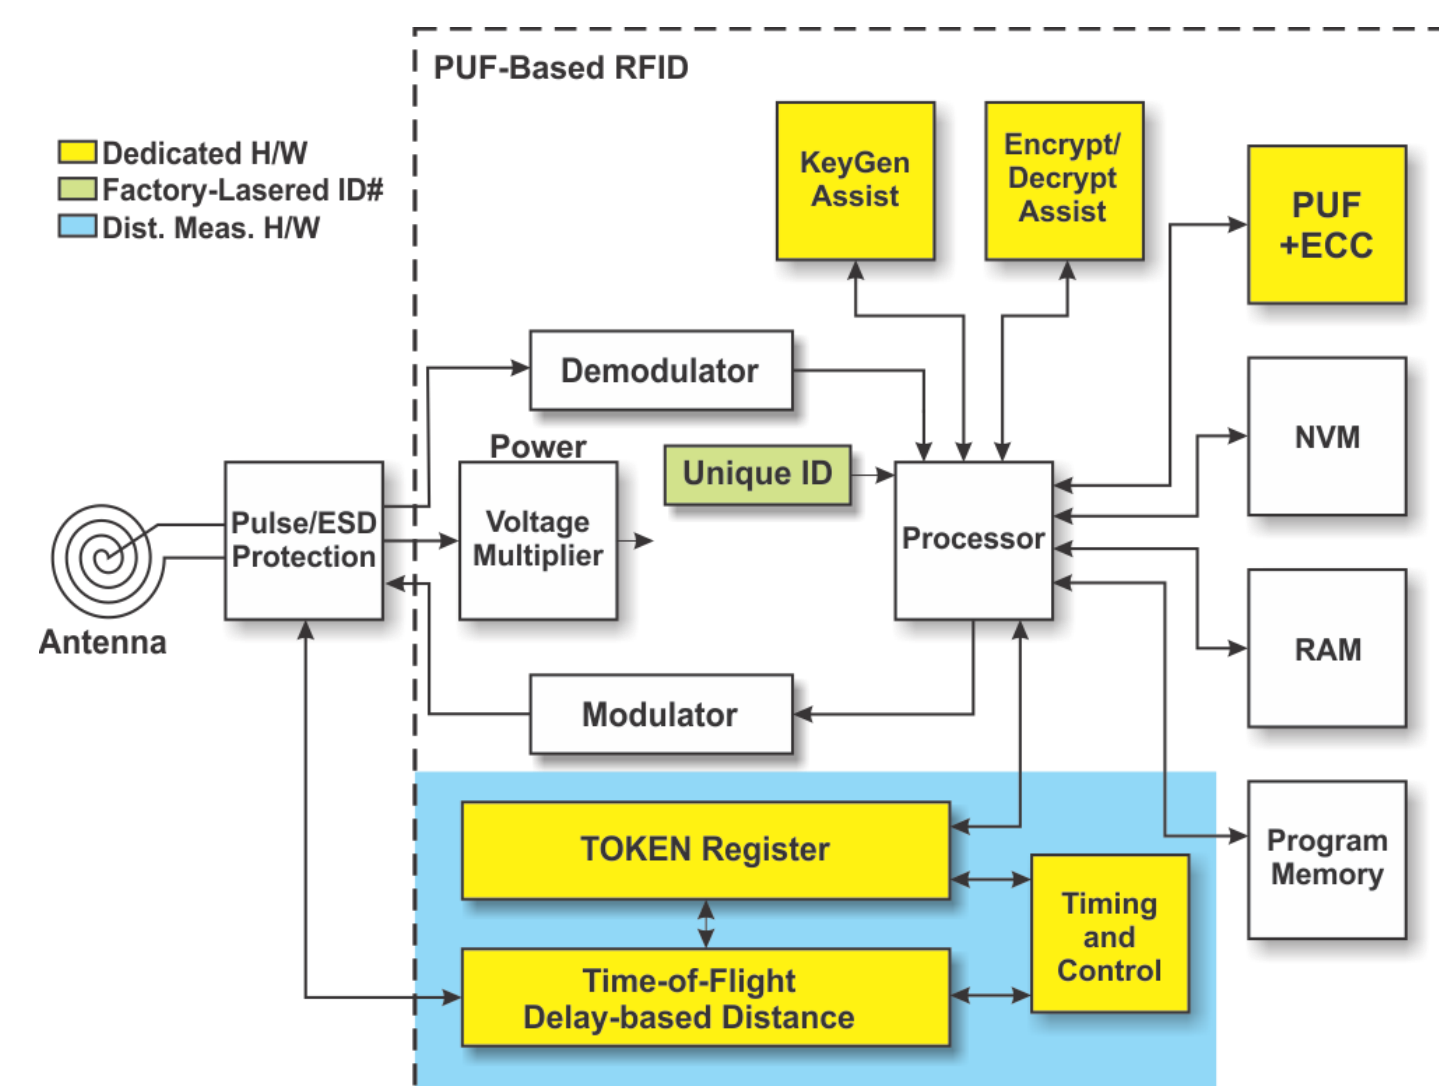 PUF-Based RFID
Dedicated H/W
Factory-Lasered ID#
Dist. Meas. H/W
KeyGen
Assist
Encrypt/
Decrypt
Assist
PUF
+ECC
Demodulator
Power
Unique ID
NVM
Pulse/ESD
Protection
Voltage
Multiplier
Processor
Antenna
RAM
Modulator
TOKEN Register
Program
Memory
Timing
and
Control
Time-of-Flight
Delay-based Distance